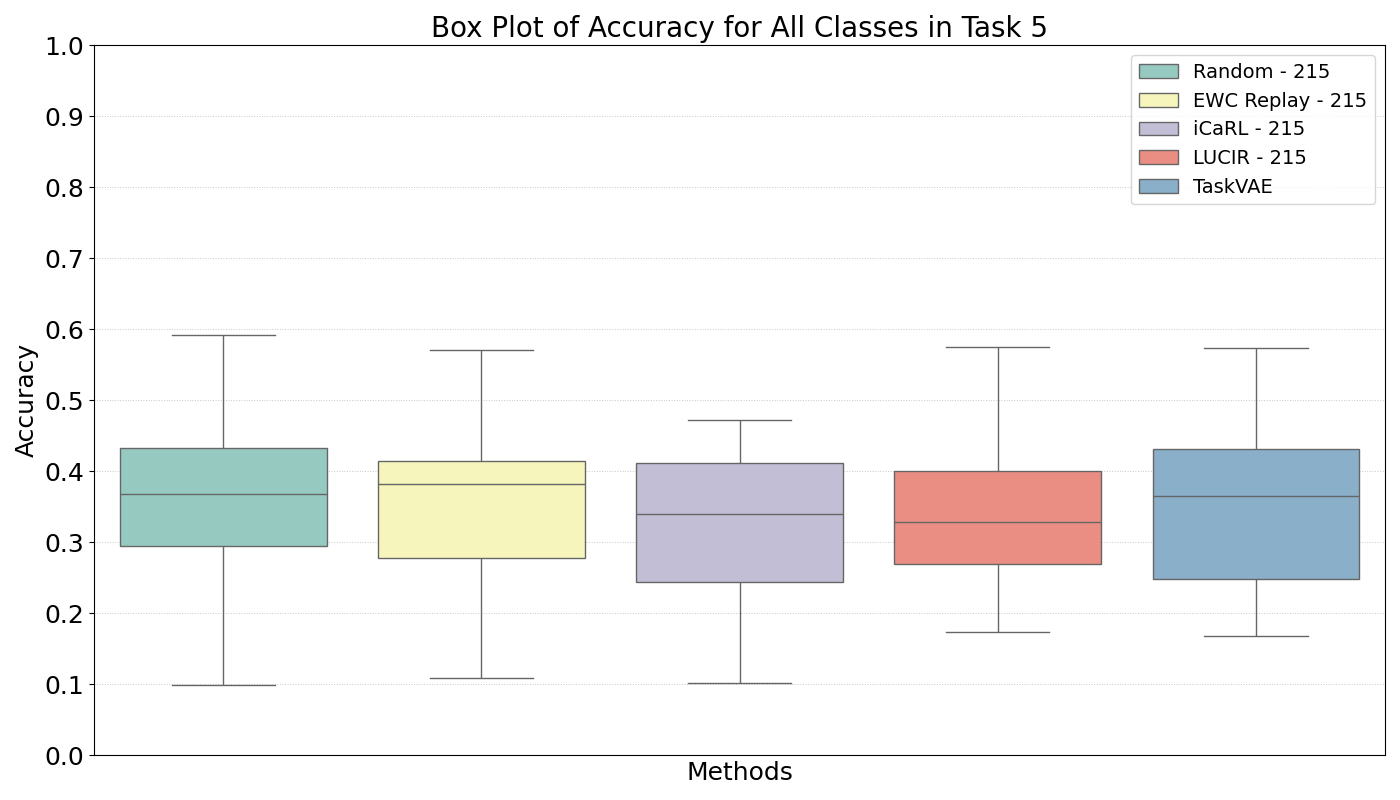 Box Plot of Accuracy for All Classes in Task 5
1.0
0.9
0.8
0.7
0.6
0.5
0.4
0.3
0.2
0.1
0.0
Accuracy
Methods
Random - 215
EWC Replay - 215
iCaRL - 215
LUCIR - 215
TaskVAE